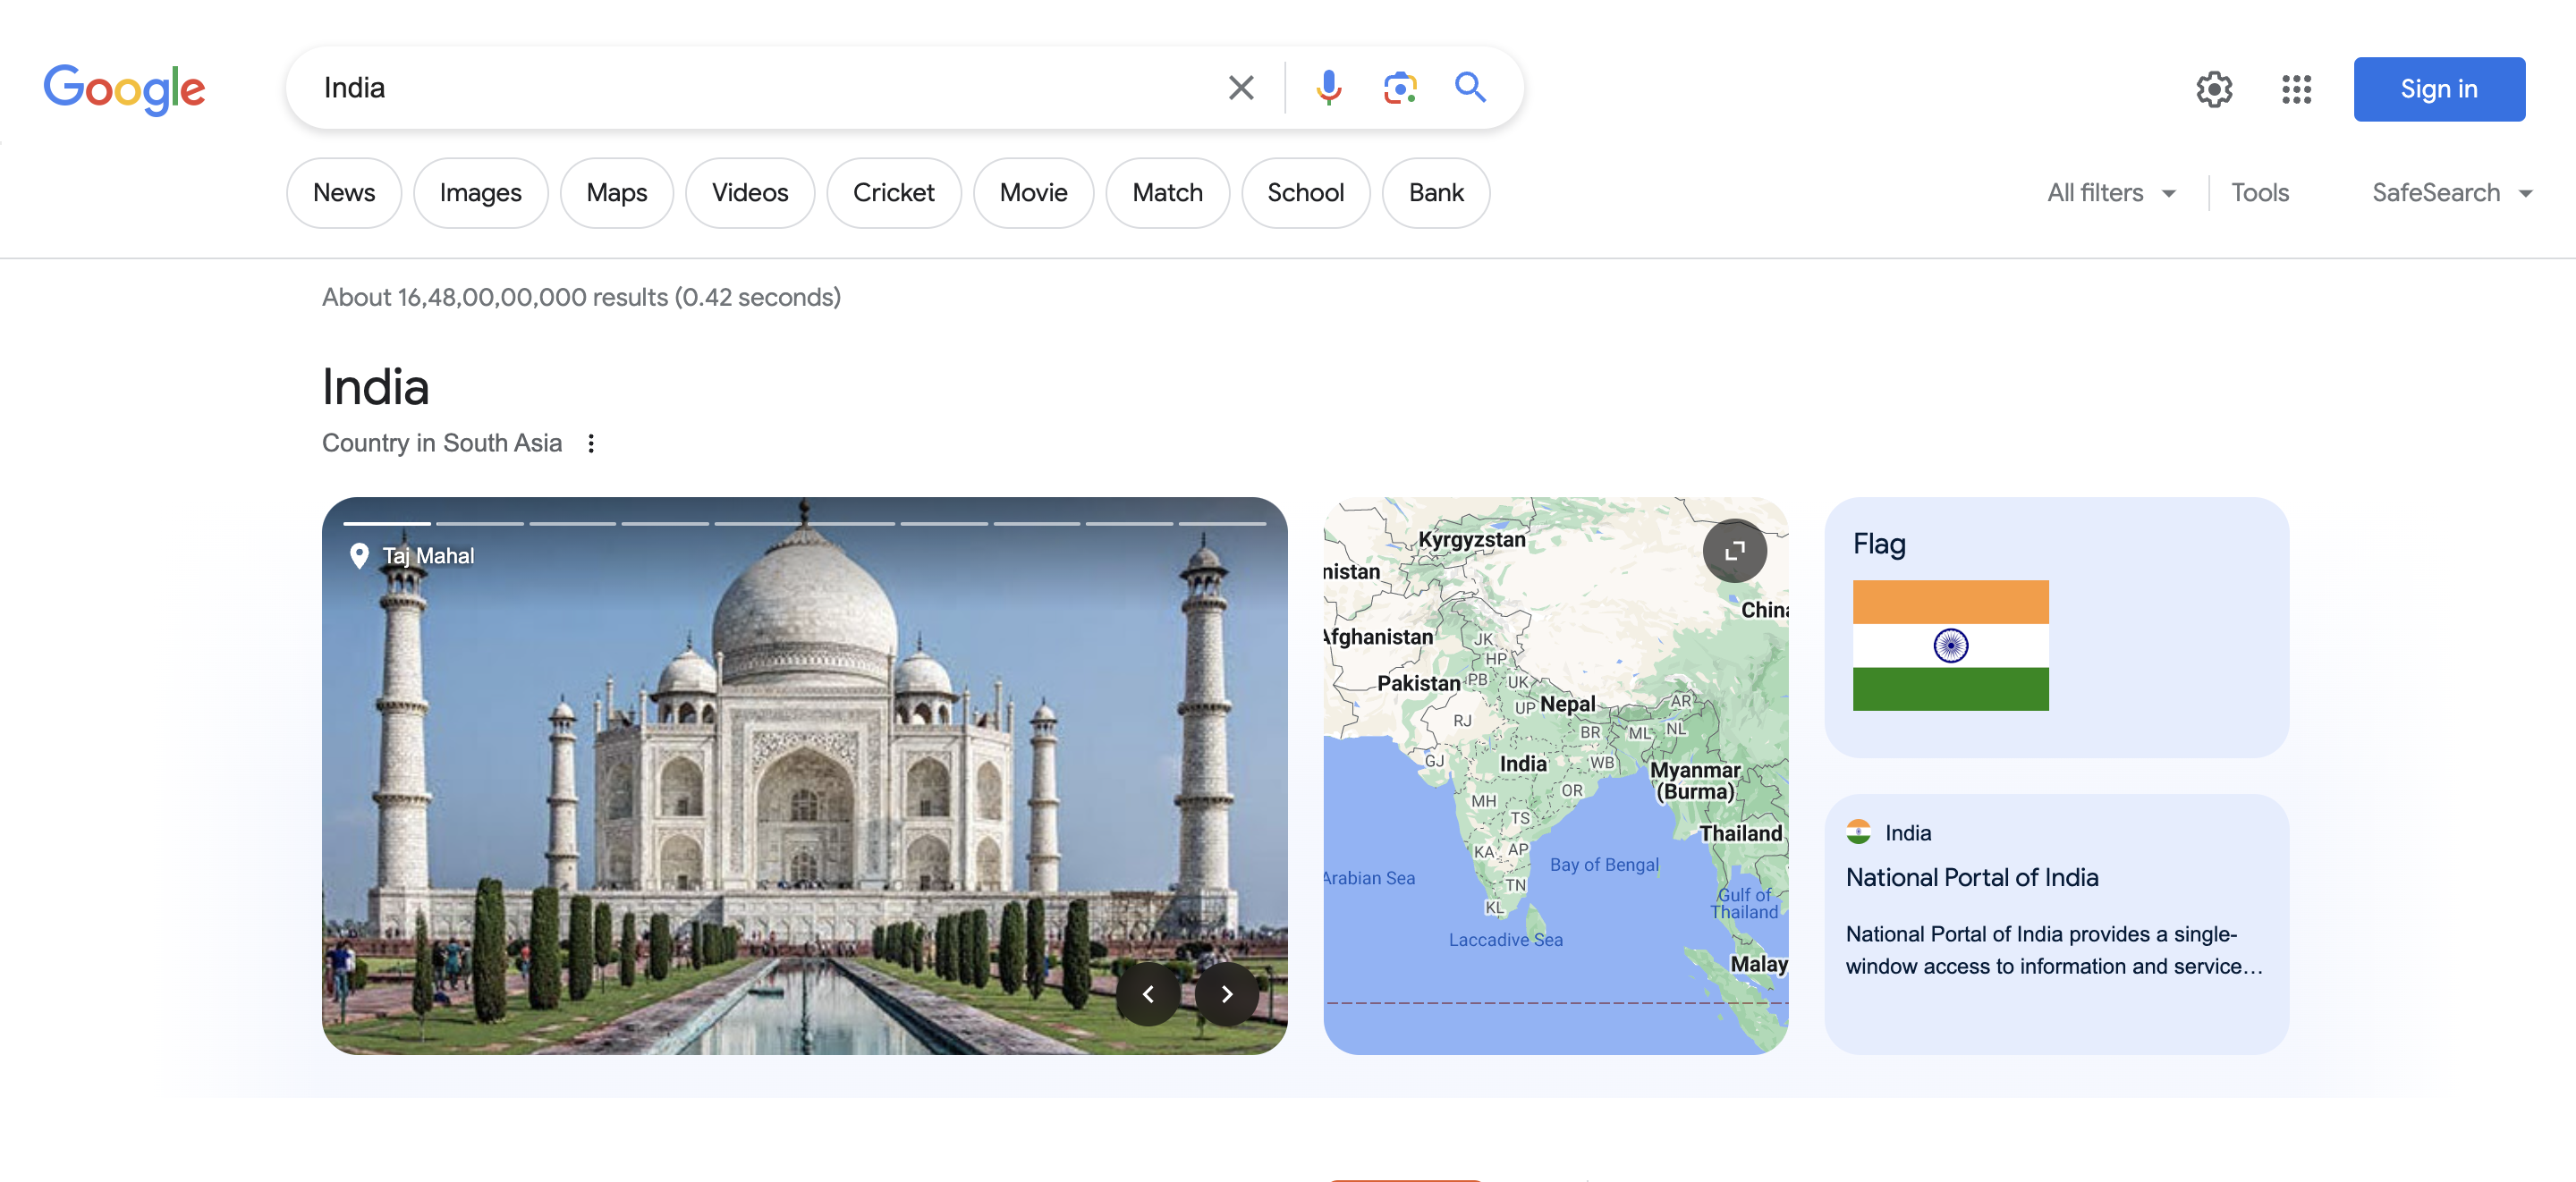 Google
India
Sign in
News
Images
Maps
Videos
Cricket
Movie
Match
School
Bank
All filters
Tools
SafeSearch
About 16,48,00,00,000 results (0.42 seconds)
India
Country in South Asia
Taj Mahal
Kyrgyzstan
nistan
China
Afghanistan
JK
HP
Pakistan
PB
UK
UP
Nepal
AR
RJ
BR
ML
NL
GJ
India
WB
Myanmar
(Burma)
OR
MH
TS
Thailand
KA
AP
Bay of Bengal
Arabian Sea
TN
Gulf of
Thailand
KL
Laccadive Sea
Malay
Flag
India
National Portal of India
National Portal of India provides a single-
window access to information and service…